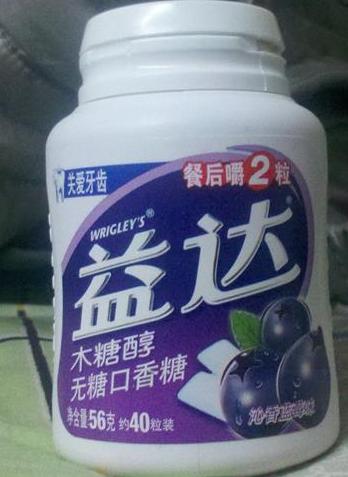 关爱牙齿
餐后嚼2粒
WRIGLEY'S®
益达®
木糖醇
无糖口香糖
净含量56克 约40粒装
沁香蓝莓味